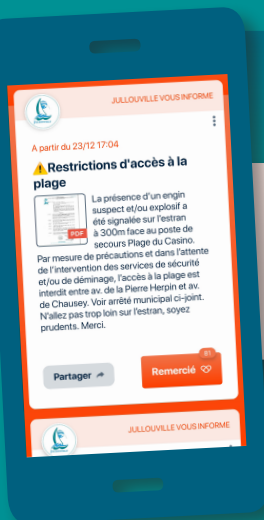 JULLOUVILLE VOUS INFORME
A partir du 23/12 17:04
⚠️Restrictions d'accès à la
plage
PDF
La présence d'un engin
suspect et/ou explosif a
été signalée sur l'estran
à 300m face au poste de
secours Plage du Casino.
Par mesure de précautions et dans l'attente
de l'intervention des services de sécurité
et/ou de déminage, l'accès à la plage est
interdit entre av. de la Pierre Herpin et av.
de Chausey. Voir arrêté municipal ci-joint.
N'allez pas trop loin sur l'estran, soyez
prudents. Merci.
Partager
Remercié
JULLOUVILLE VOUS INFORME